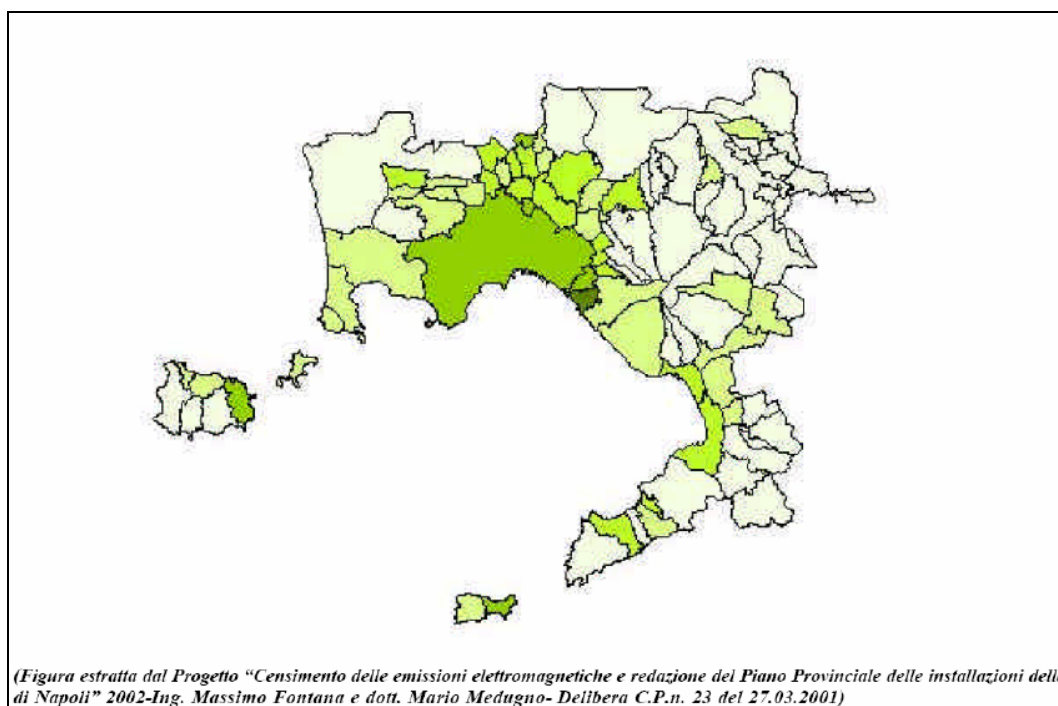 (Figura estratta dal Progetto “Censimento delle emissioni elettromagnetiche e redazione del Piano Provinciale delle installazioni della
di Napoli” 2002-Ing. Massimo Fontana e dott. Mario Medugno- Delibera C.P.n. 23 del 27.03.2001)